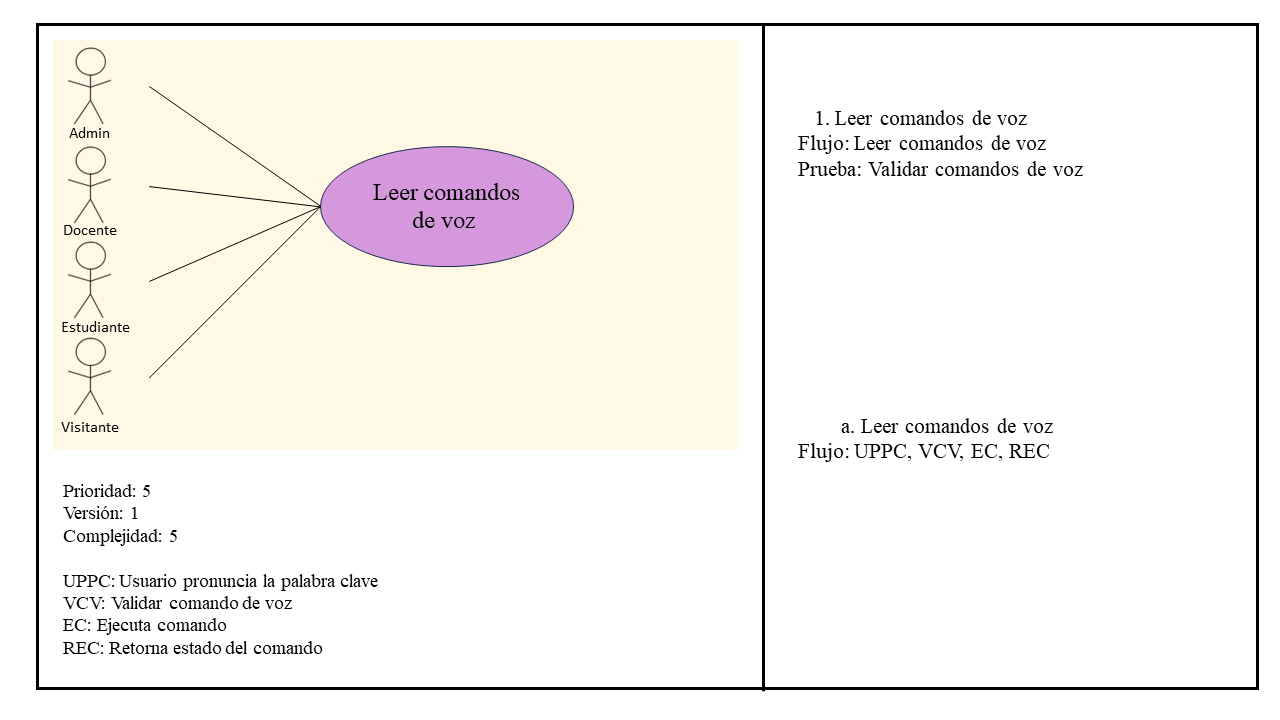 Admin
Docente
Estudiante
Visitante
Leer comandos
de voz
Prioridad: 5
Versión: 1
Complejidad: 5
UPPC: Usuario pronuncia la palabra clave
VCV: Validar comando de voz
EC: Ejecuta comando
REC: Retorna estado del comando
1. Leer comandos de voz
Flujo: Leer comandos de voz
Prueba: Validar comandos de voz
a. Leer comandos de voz
Flujo: UPPC, VCV, EC, REC